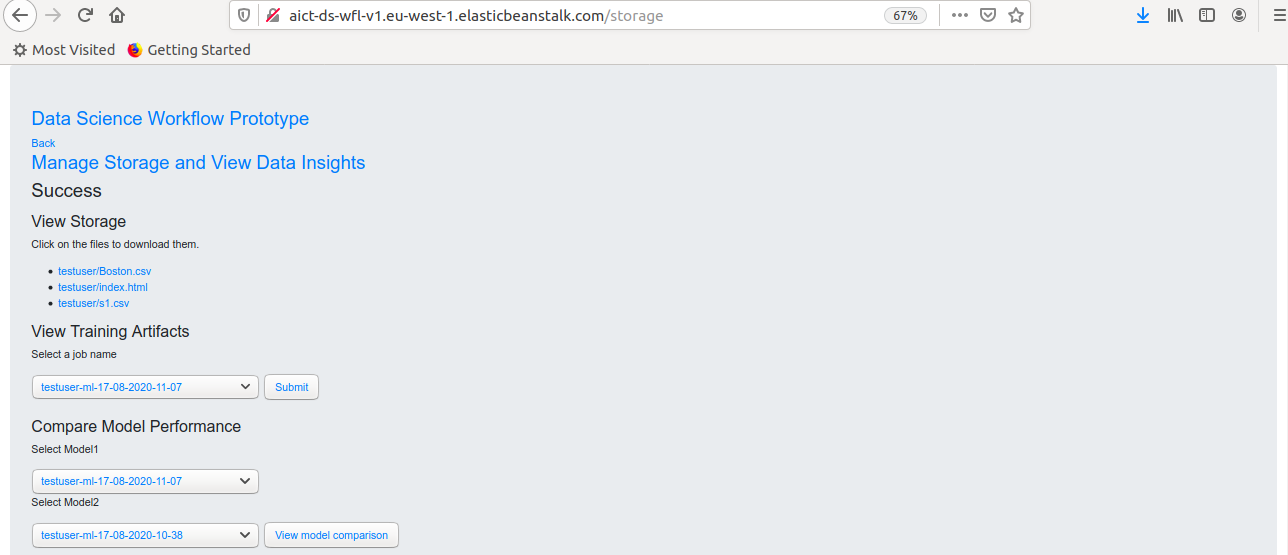 aict-ds-wfl-v1.eu-west-1.elasticbeanstalk.com/storage 67%
Most Visited Getting Started
Data Science Workflow Prototype
Back
Manage Storage and View Data Insights
Success
View Storage
Click on the files to download them.
testuser/Boston.csv
testuser/index.html
testuser/s1.csv
View Training Artifacts
Select a job name
testuser-ml-17-08-2020-11-07 Submit
Compare Model Performance
Select Model1
testuser-ml-17-08-2020-11-07
Select Model2
testuser-ml-17-08-2020-10-38 View model comparison